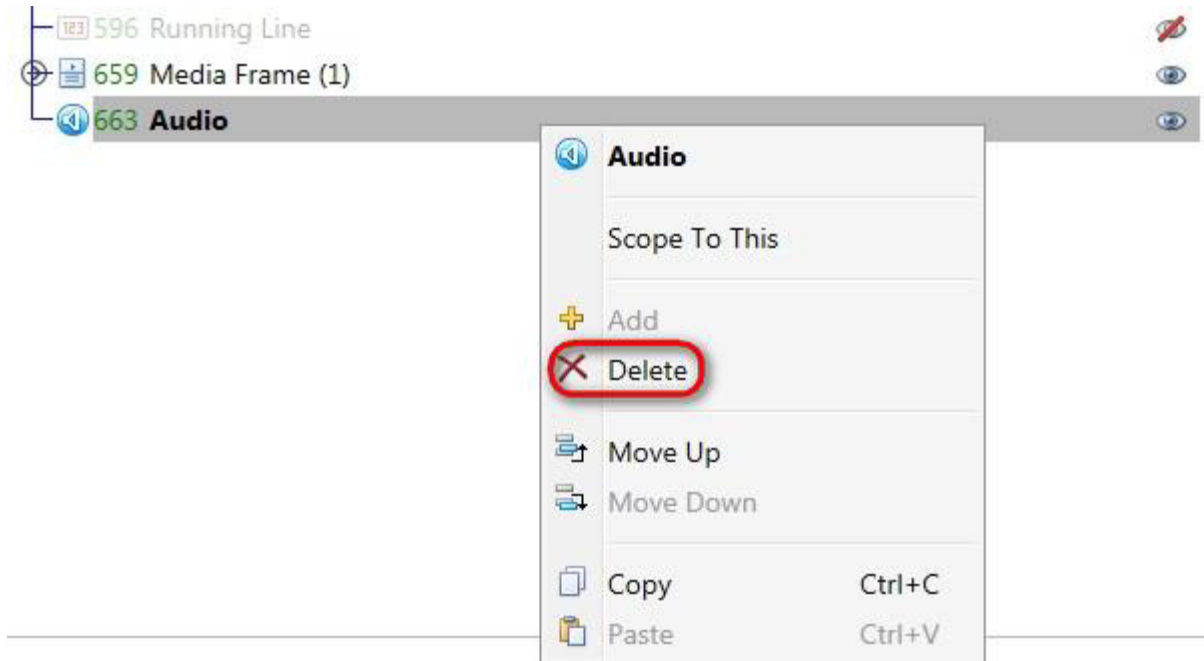 123 596 Running Line
659 Media Frame (1)
663 Audio
Audio
Scope To This
Add
Delete
Move Up
Move Down
Copy Ctrl+C
Paste Ctrl+V